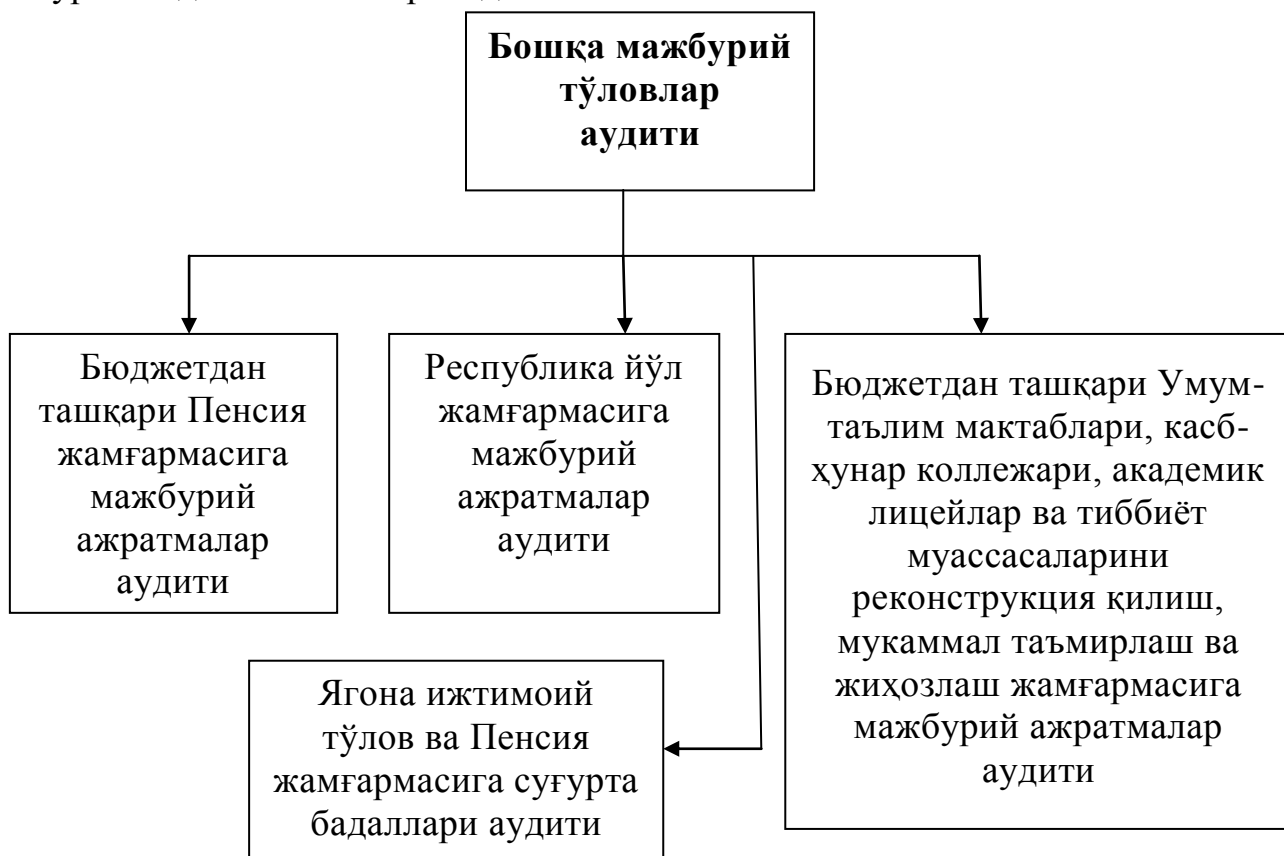 Бошқа мажбурий
тўловлар
аудити
Бюджетдан
ташқари Пенсия
жамғармасига
мажбурий
ажратмалар
аудити
Республика йўл
жамғармасига
мажбурий
ажратмалар
аудити
Бюджетдан ташқари Умум-
таълим мактаблари, касб-
ҳунар коллежари, академик
лицейлар ва тиббиёт
муассасаларини
реконструкция қилиш,
мукаммал таъмирлаш ва
жиҳозлаш жамғармасига
мажбурий ажратмалар
аудити
Ягона ижтимоий
тўлов ва Пенсия
жамғармасига суғурта
бадаллари аудити